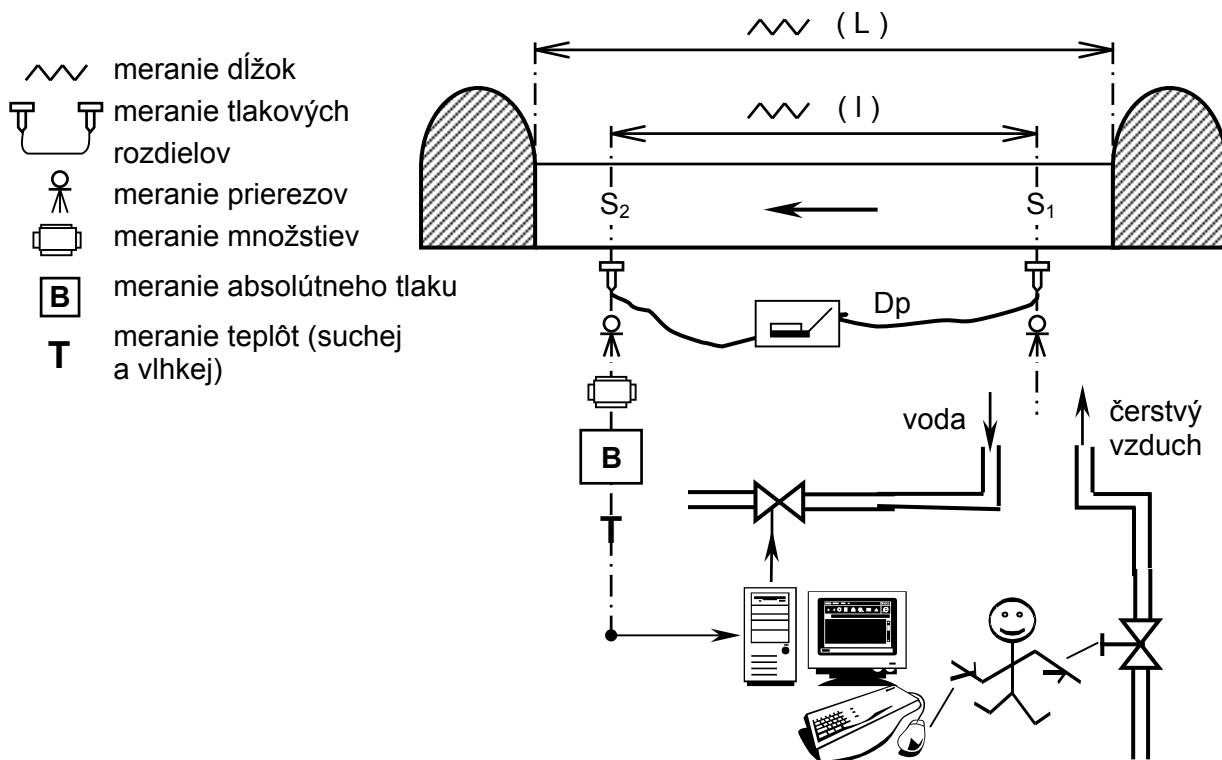 meranie dĺžok
meranie tlakových
rozdielov
meranie prierezov
meranie množstiev
B
meranie absolútneho tlaku
T
meranie teplôt (suchej
a vlhkej)
( L )
( l )
S2
S1
Dp
B
T
voda
čerstvý
vzduch